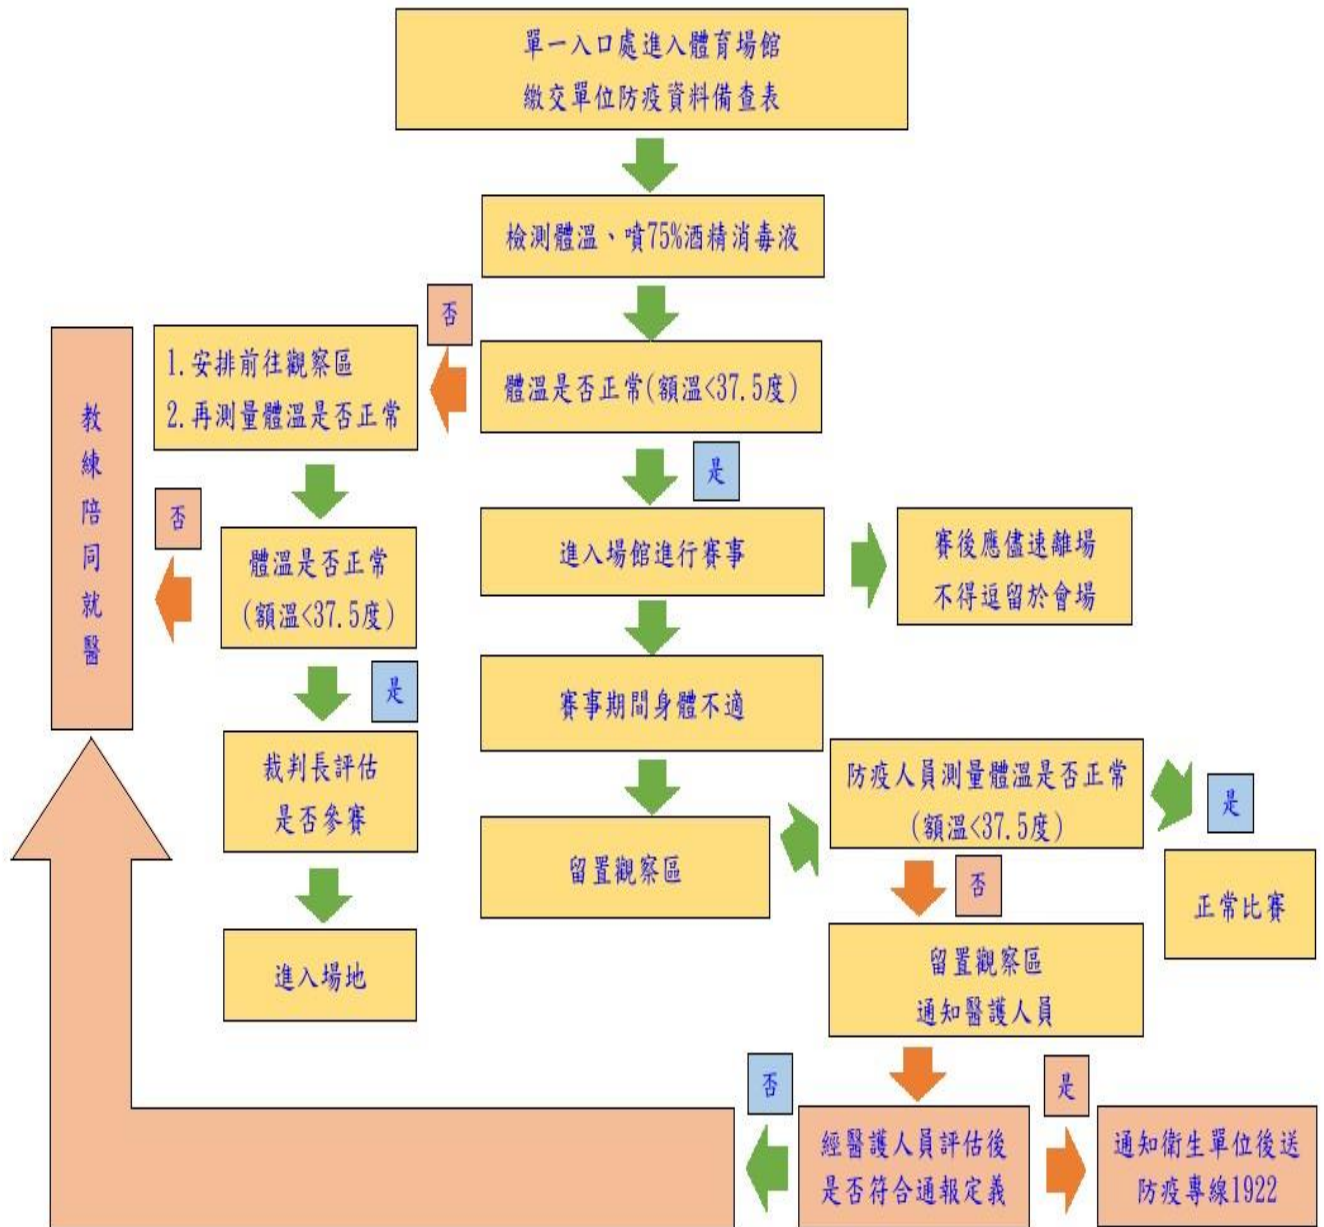 單一入口處進入體育場館
繳交單位防疫資料備查表
檢測體溫、噴75%酒精消毒液
否
體溫是否正常(額溫<37.5度)
1.安排前往觀察區
2.再測量體溫是否正常
教
練
陪
同
就
醫
是
否
體溫是否正常
(額溫<37.5度)
進入場館進行賽事
賽後應儘速離場
不得逗留於會場
是
裁判長評估
是否參賽
賽事期間身體不適
防疫人員測量體溫是否正常
(額溫<37.5度)
是
留置觀察區
否
正常比賽
進入場地
留置觀察區
通知醫護人員
否
是
經醫護人員評估後
是否符合通報定義
通知衛生單位後送
防疫專線1922